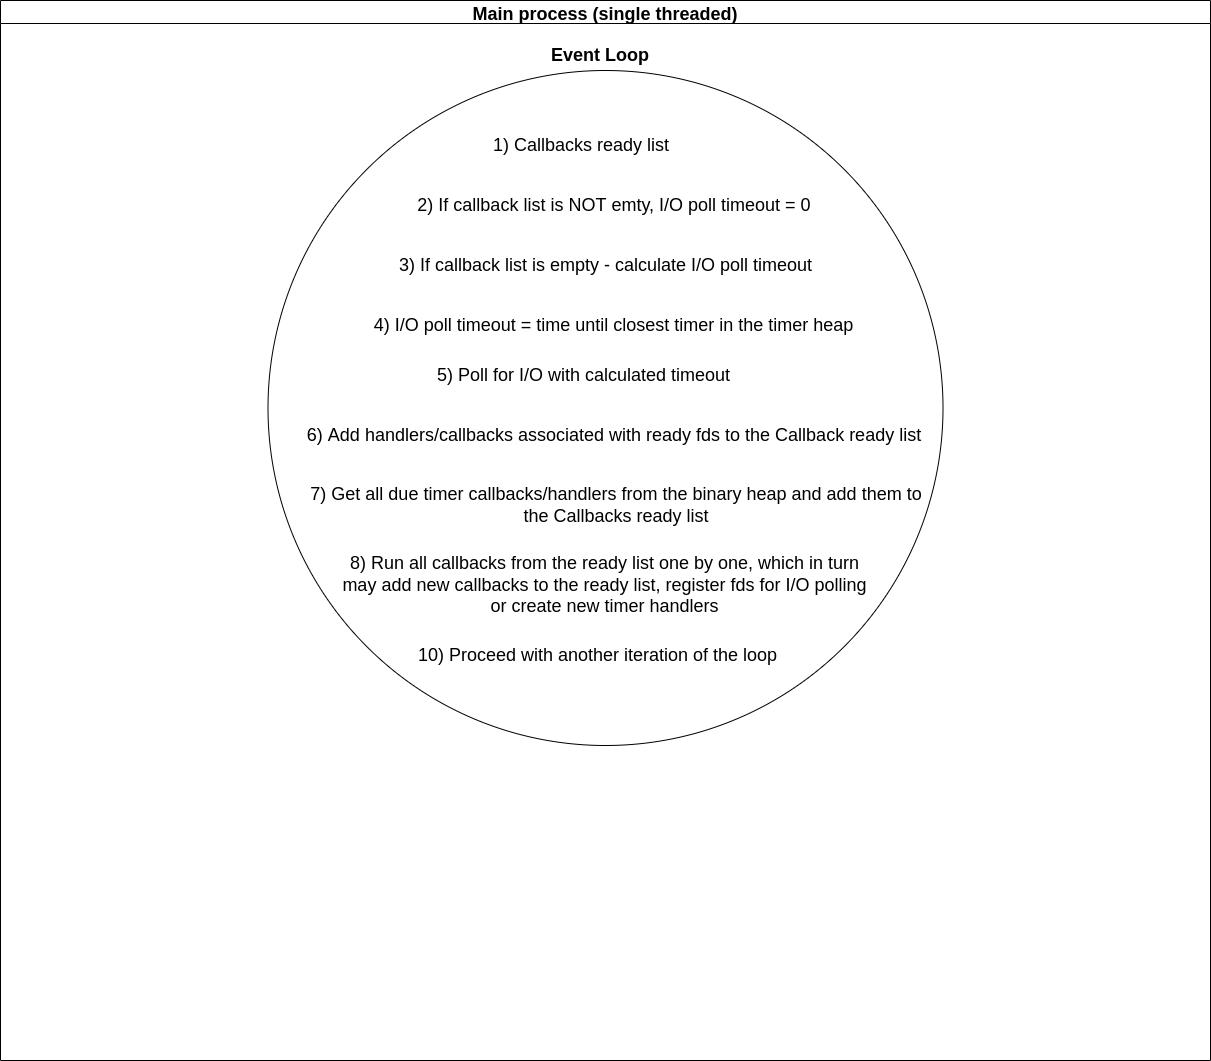 Main process (single threaded)
Event Loop
1) Callbacks ready list
2) If callback list is NOT emty, I/O poll timeout = 0
3) If callback list is empty - calculate I/O poll timeout
4) I/O poll timeout = time until closest timer in the timer heap
5) Poll for I/O with calculated timeout
6) Add handlers/callbacks associated with ready fds to the Callback ready list
7) Get all due timer callbacks/handlers from the binary heap and add them to
the Callbacks ready list
8) Run all callbacks from the ready list one by one, which in turn
may add new callbacks to the ready list, register fds for I/O polling
or create new timer handlers
10) Proceed with another iteration of the loop